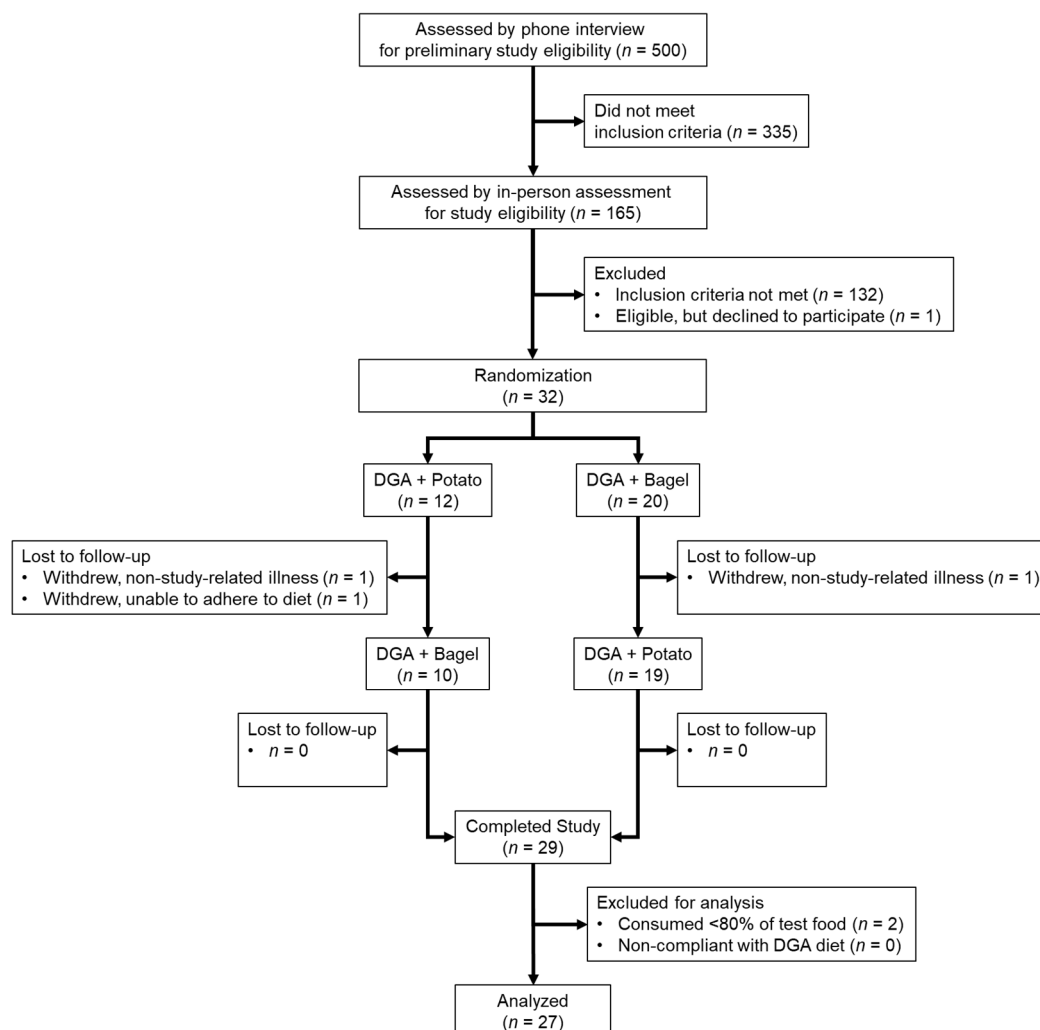 Assessed by phone interview
for preliminary study eligibility (n = 500)
Did not meet
inclusion criteria (n = 335)
Assessed by in-person assessment
for study eligibility (n = 165)
Excluded
• Inclusion criteria not met (n = 132)
• Eligible, but declined to participate (n = 1)
Randomization
(n = 32)
DGA + Potato
(n = 12)
DGA + Bagel
(n = 20)
Lost to follow-up
• Withdrew, non-study-related illness (n = 1)
• Withdrew, unable to adhere to diet (n = 1)
Lost to follow-up
• Withdrew, non-study-related illness (n = 1)
DGA + Bagel
(n = 10)
DGA + Potato
(n = 19)
Lost to follow-up
• n = 0
Lost to follow-up
• n = 0
Completed Study
(n = 29)
Excluded for analysis
• Consumed <80% of test food (n = 2)
• Non-compliant with DGA diet (n = 0)
Analyzed
(n = 27)